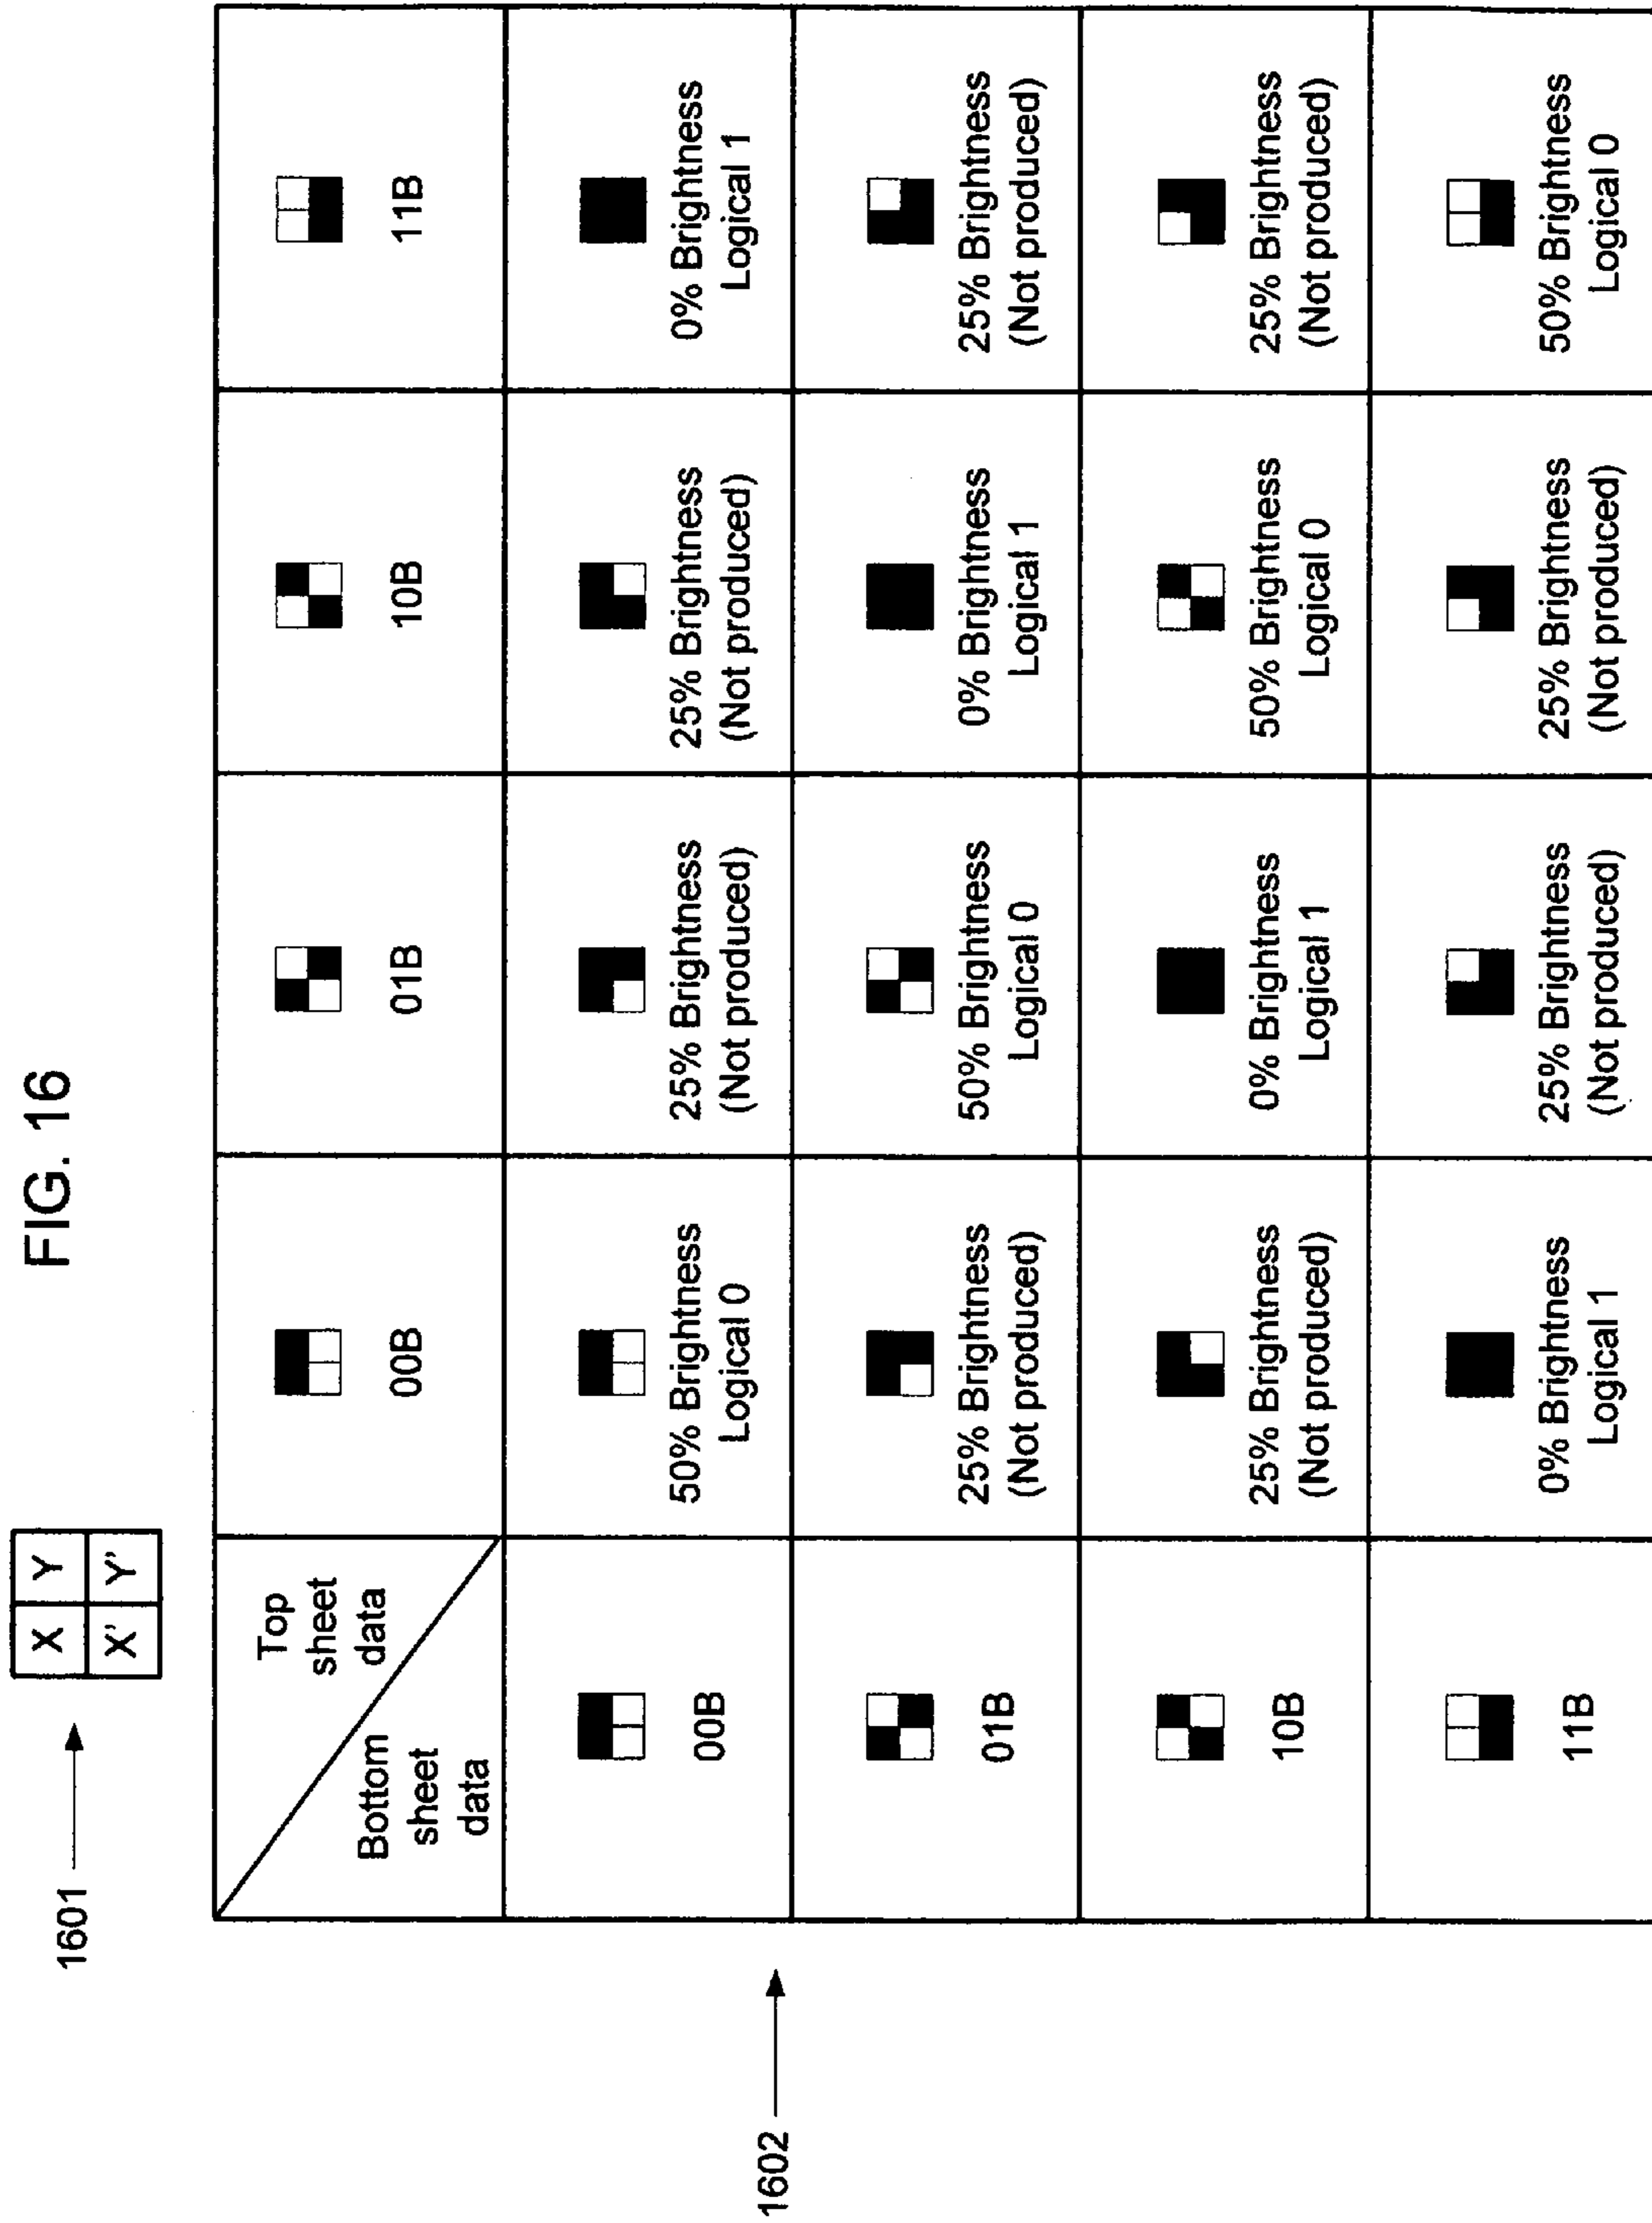 FIG. 16
1601
X Y
X' Y'
1602
Top
sheet
data
Bottom
sheet
data
00B
01B
10B
11B
00B
50% Brightness
Logical 0
25% Brightness
(Not produced)
25% Brightness
(Not produced)
0% Brightness
Logical 1
01B
25% Brightness
(Not produced)
50% Brightness
Logical 0
0% Brightness
Logical 1
25% Brightness
(Not produced)
10B
25% Brightness
(Not produced)
0% Brightness
Logical 1
50% Brightness
Logical 0
25% Brightness
(Not produced)
11B
0% Brightness
Logical 1
25% Brightness
(Not produced)
25% Brightness
(Not produced)
50% Brightness
Logical 0